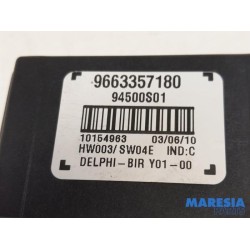 9663357180
94500S01
10154963 03/06/10
HW003/SW04E IND:C
DELPHI-BIR Y01-00
MARESIA